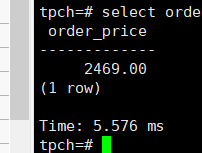 tpch=# select orde
order_price
-------------
2469.00
(1 row)
Time: 5.576 ms
tpch=#